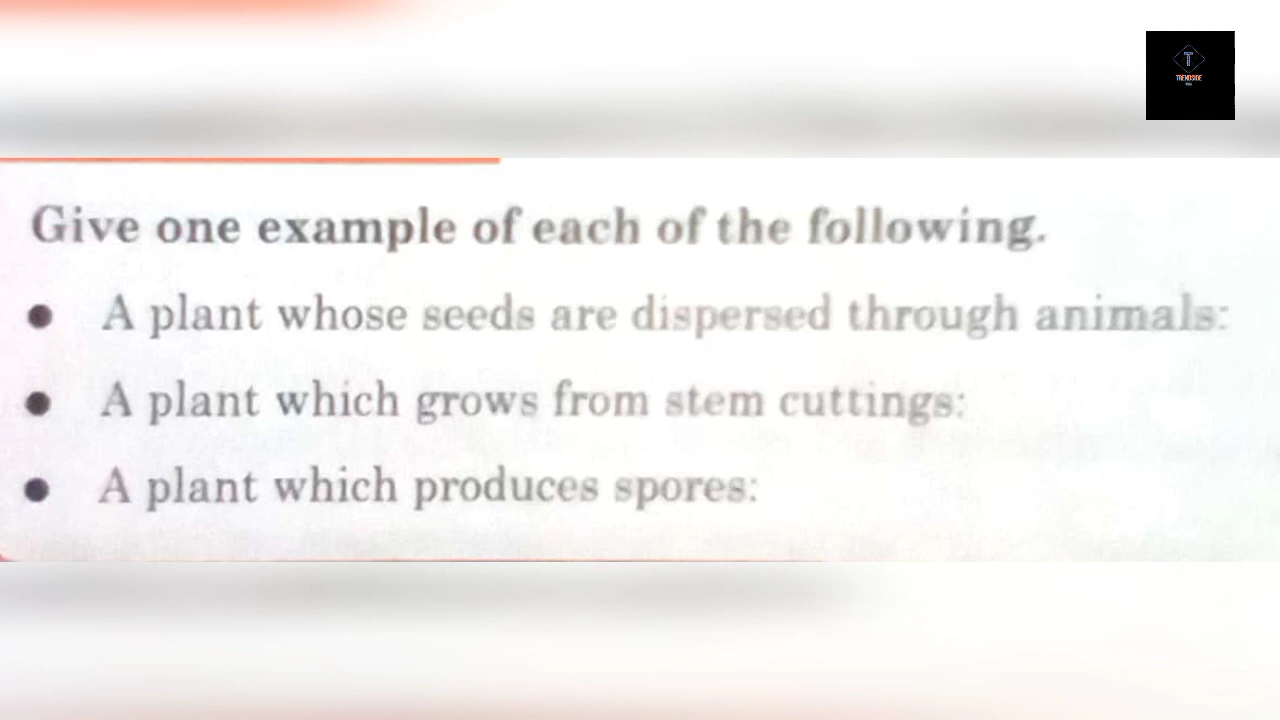 T
TRENDSIDE
Give one example of each of the following.
● A plant whose seeds are dispersed through animals:
● A plant which grows from stem cuttings:
● A plant which produces spores: